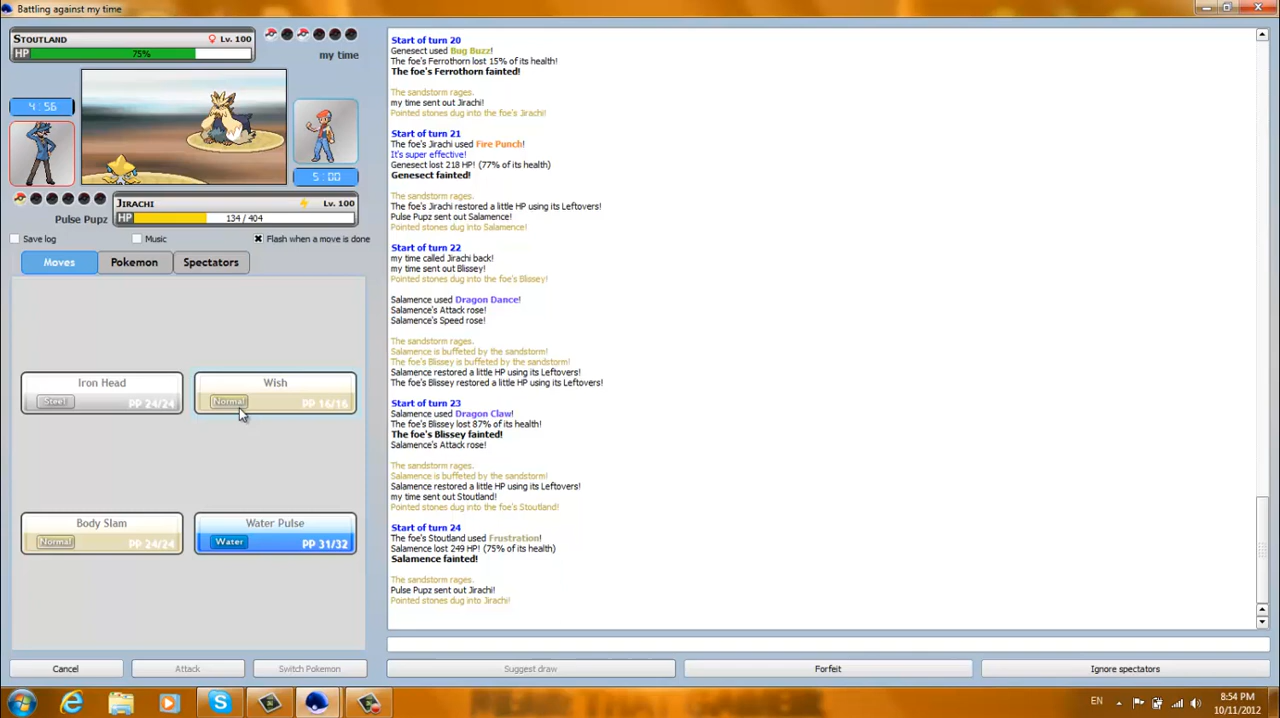 Battling against my time
STOUTLAND
Lv. 100
HP
75%
my time
4:56
5:00
JIRACHI
Lv. 100
HP
134 / 404
Pulse Pupz
Save log
Music
Flash when a move is done
Moves
Pokemon
Spectators
Iron Head
Steel
PP 24/24
Wish
Normal
PP 16/16
Body Slam
Normal
PP 24/24
Water Pulse
Water
PP 31/32
Cancel
Attack
Switch Pokemon
Start of turn 20
Genesect used Bug Buzz!
The foe's Ferrothorn lost 15% of its health!
The foe's Ferrothorn fainted!
The sandstorm rages.
my time sent out Jirachi!
Pointed stones dug into the foe's Jirachi!
Start of turn 21
The foe's Jirachi used Fire Punch!
It's super effective!
Genesect lost 218 HP! (77% of its health)
Genesect fainted!
The sandstorm rages.
The foe's Jirachi restored a little HP using its Leftovers!
Pulse Pupz sent out Salamence!
Pointed stones dug into Salamence!
Start of turn 22
my time called Jirachi back!
my time sent out Blissey!
Pointed stones dug into the foe's Blissey!
Salamence used Dragon Dance!
Salamence's Attack rose!
Salamence's Speed rose!
The sandstorm rages.
Salamence is buffeted by the sandstorm!
The foe's Blissey is buffeted by the sandstorm!
Salamence restored a little HP using its Leftovers!
The foe's Blissey restored a little HP using its Leftovers!
Start of turn 23
Salamence used Dragon Claw!
The foe's Blissey lost 87% of its health!
The foe's Blissey fainted!
Salamence's Attack rose!
The sandstorm rages.
Salamence is buffeted by the sandstorm!
Salamence restored a little HP using its Leftovers!
my time sent out Stoutland!
Pointed stones dug into the foe's Stoutland!
Start of turn 24
The foe's Stoutland used Frustration!
Salamence lost 249 HP! (75% of its health)
Salamence fainted!
The sandstorm rages.
Pulse Pupz sent out Jirachi!
Pointed stones dug into Jirachi!
Suggest draw
Forfeit
Ignore spectators
FEAR THAT GAMER
EN
8:54 PM
10/11/2012